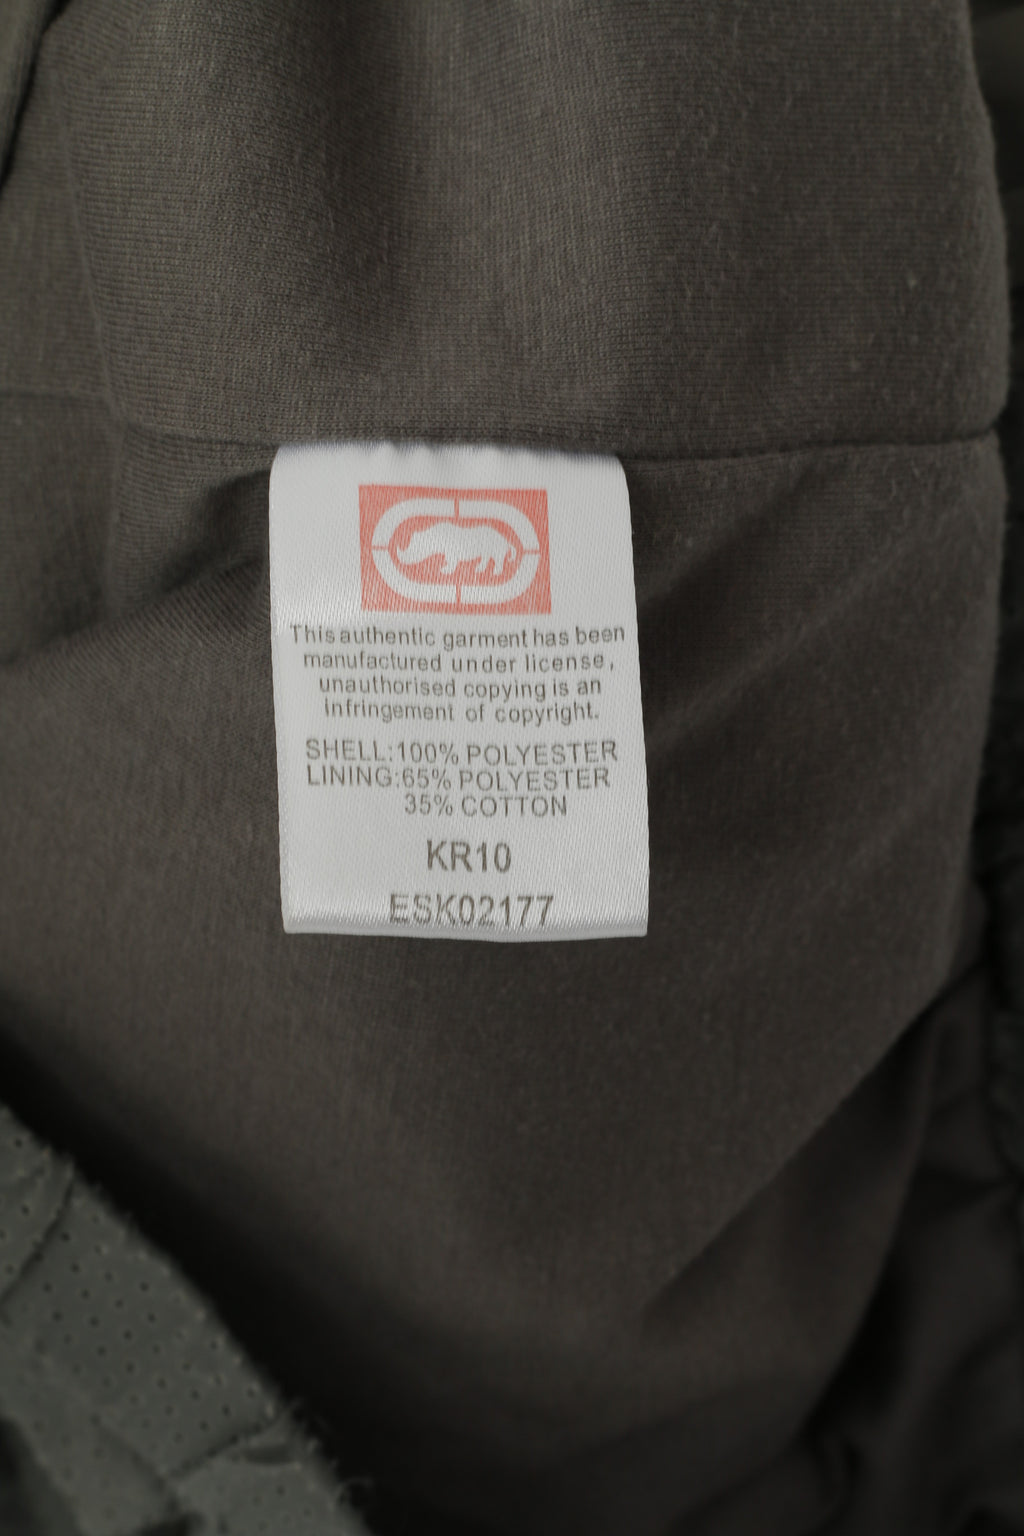 This authentic garment has been
manufactured under license,
unauthorised copying is an
infringement of copyright.
SHELL:100% POLYESTER
LINING:65% POLYESTER
35% COTTON
KR10
ESK02177